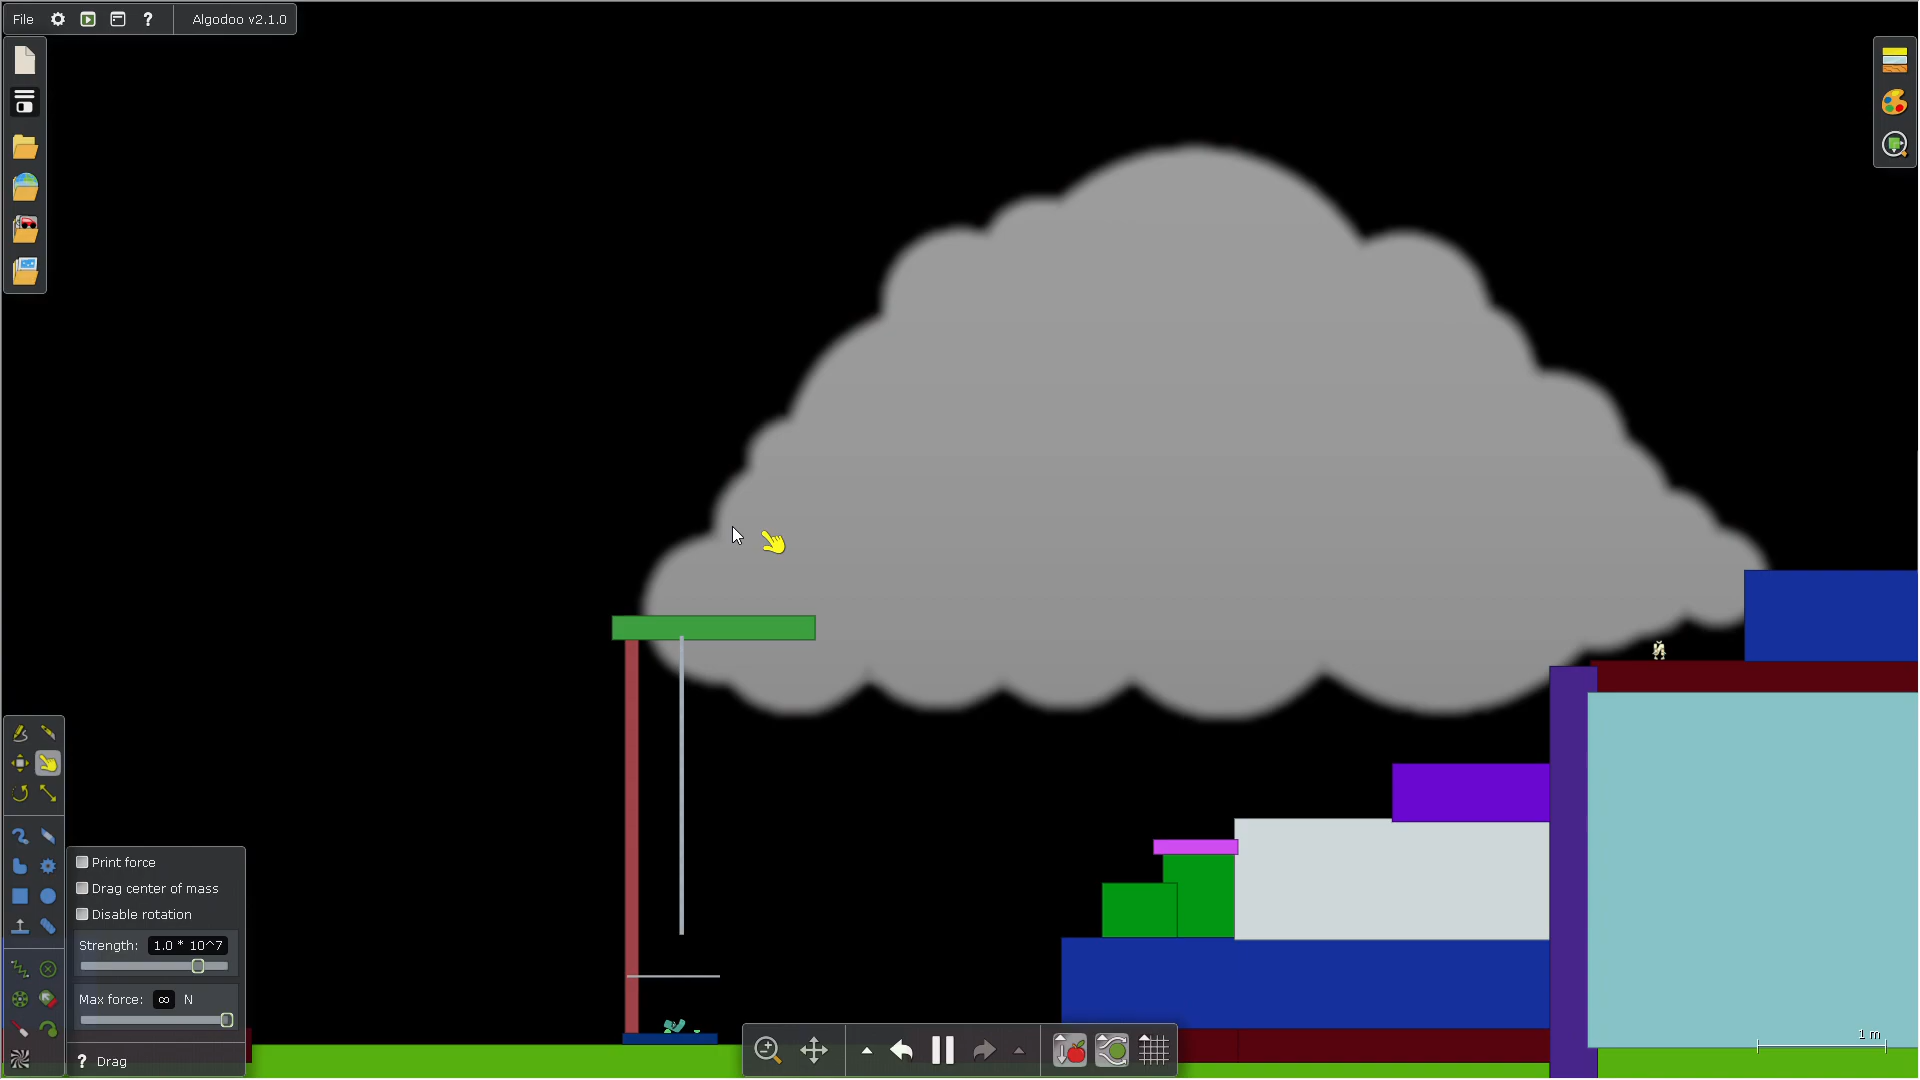 File ? Algodoo v2.1.0
Print force
Drag center of mass
Disable rotation
Strength: 1.0 * 10^7
Max force: ∞ N
? Drag
1 m